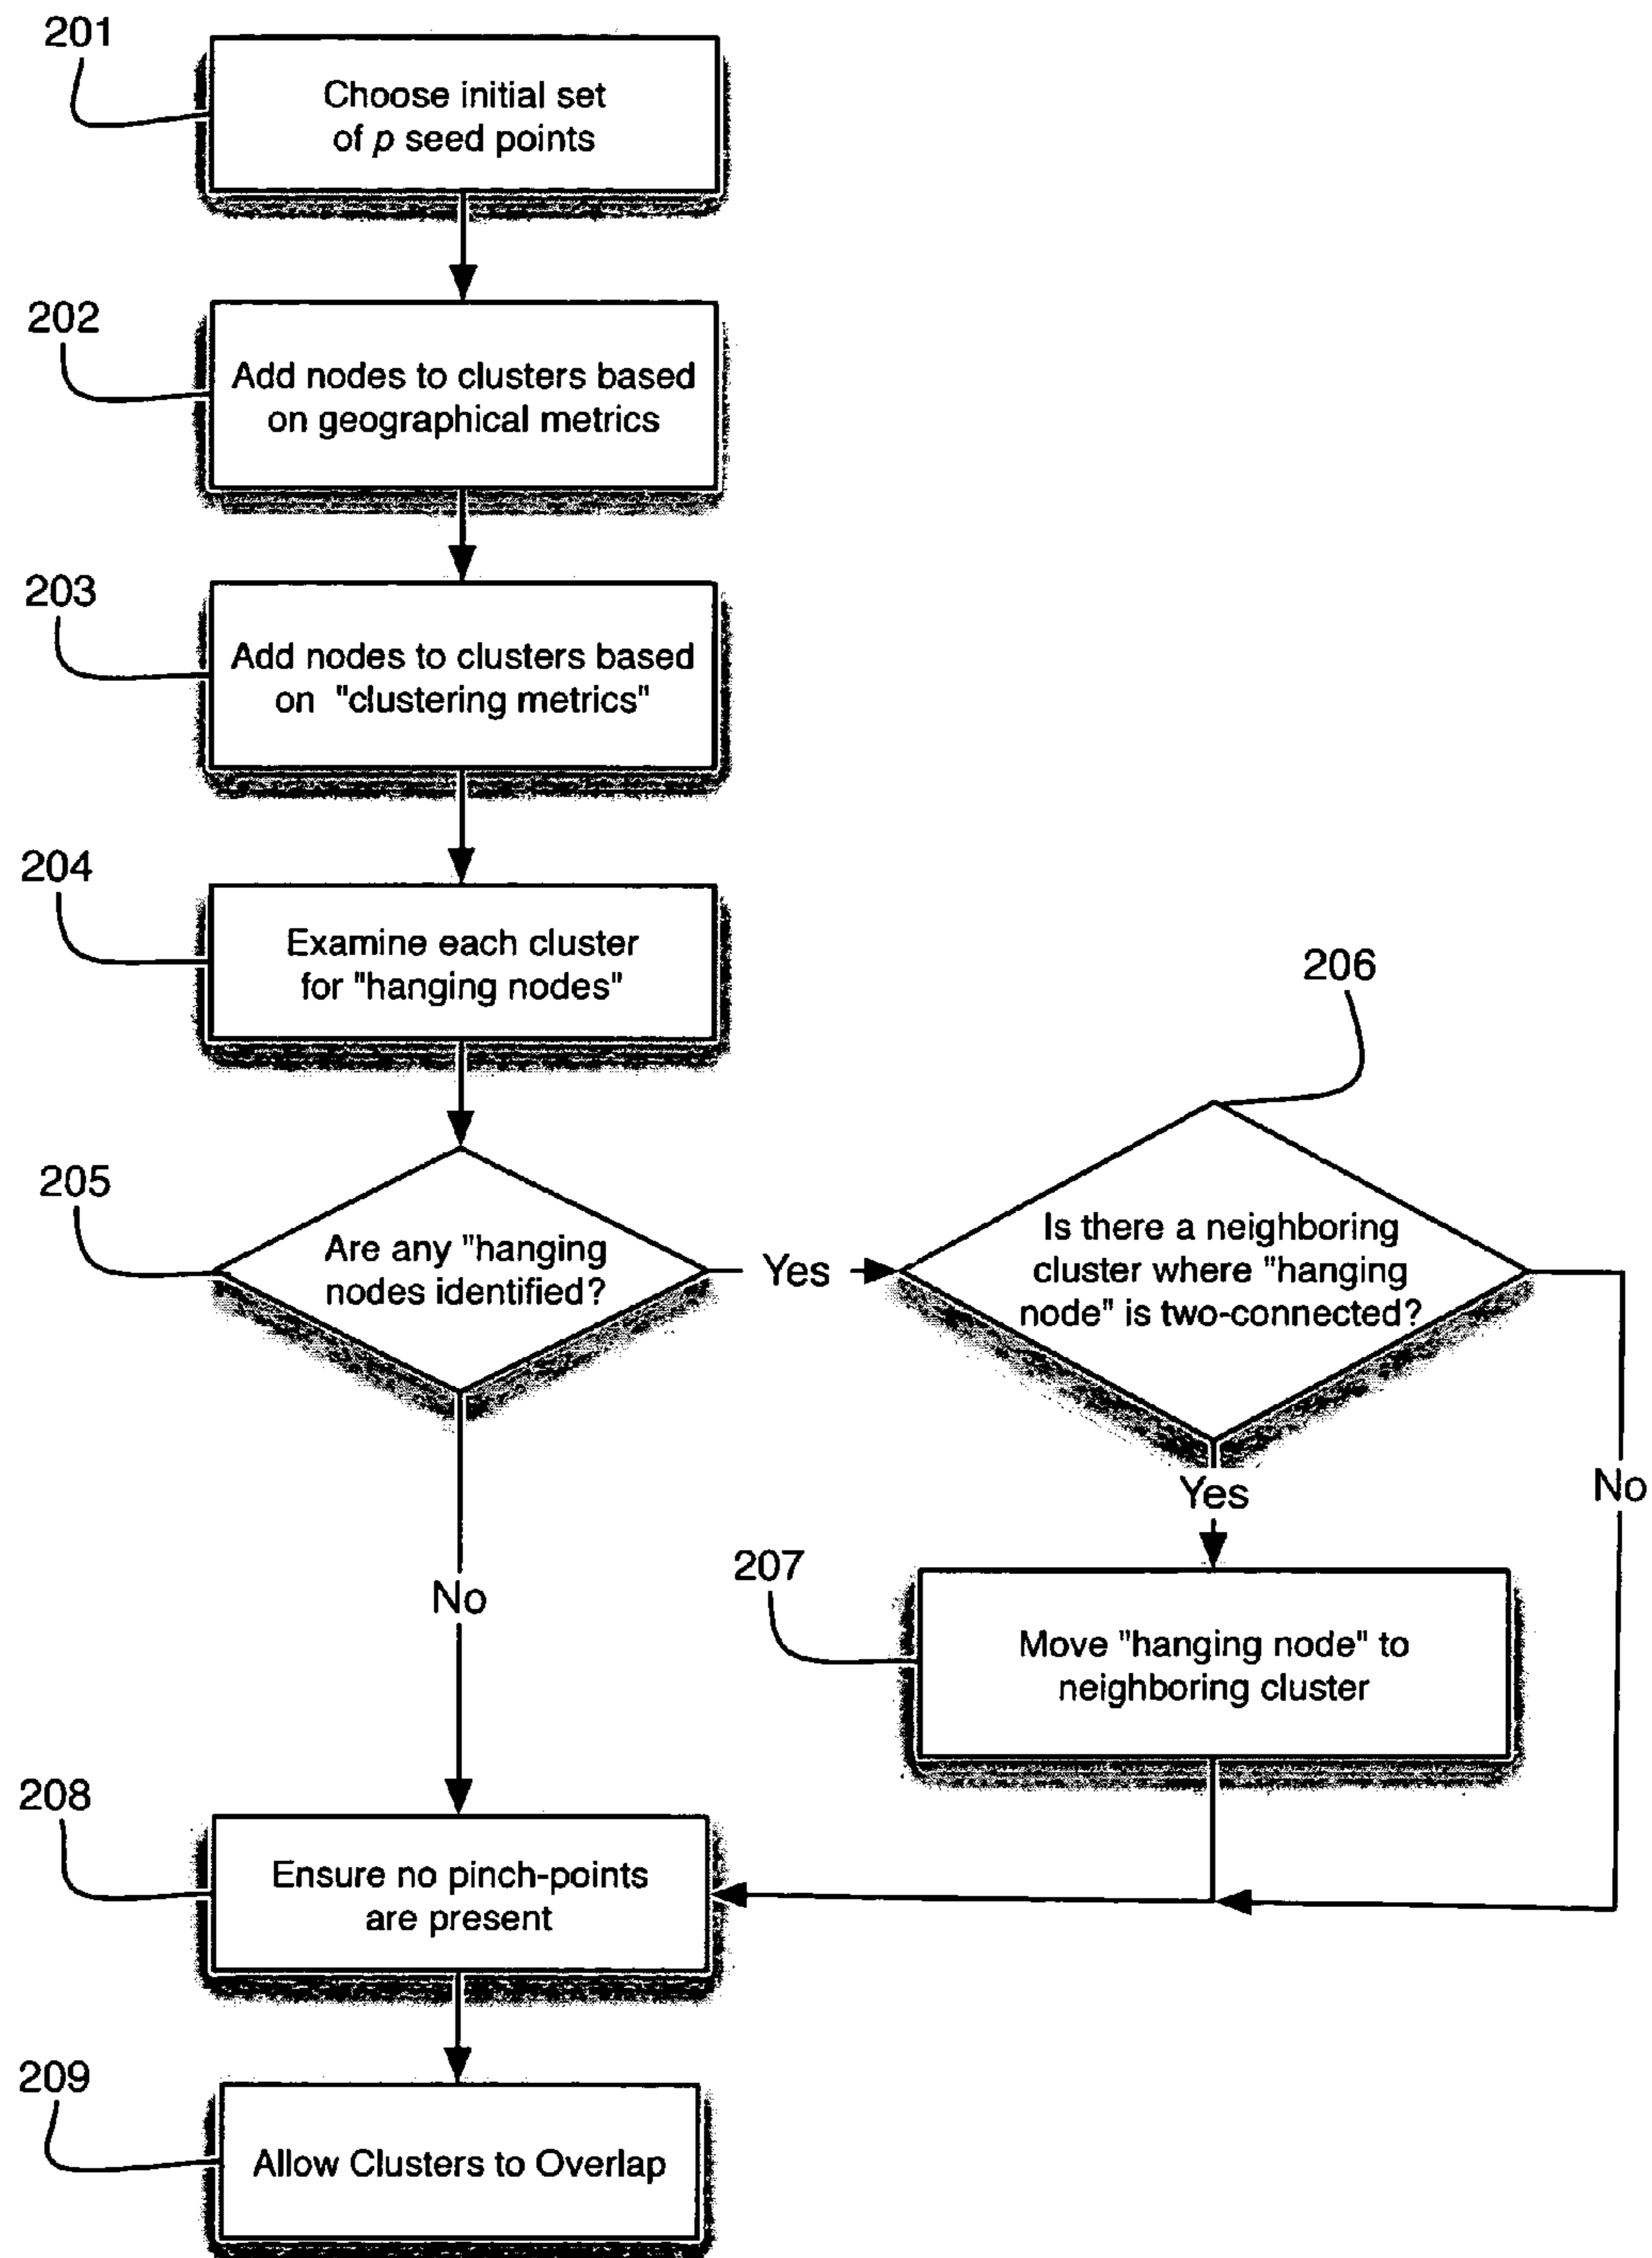 201
Choose initial set
of p seed points
202
Add nodes to clusters based
on geographical metrics
203
Add nodes to clusters based
on "clustering metrics"
204
Examine each cluster
for "hanging nodes"
205
Are any "hanging
nodes identified?
Yes
206
Is there a neighboring
cluster where "hanging
node" is two-connected?
Yes
No
No
207
Move "hanging node" to
neighboring cluster
208
Ensure no pinch-points
are present
209
Allow Clusters to Overlap